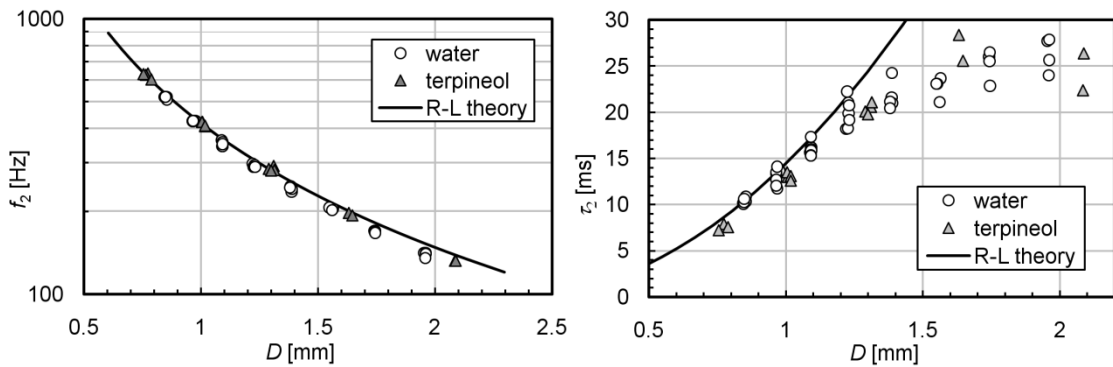 1000
100
f₂ [Hz]
0.5 1 1.5 2 2.5
D [mm]
water
terpineol
R-L theory
30
25
20
15
10
5
0
τ₂ [ms]
0.5 1 1.5 2
D [mm]
water
terpineol
R-L theory